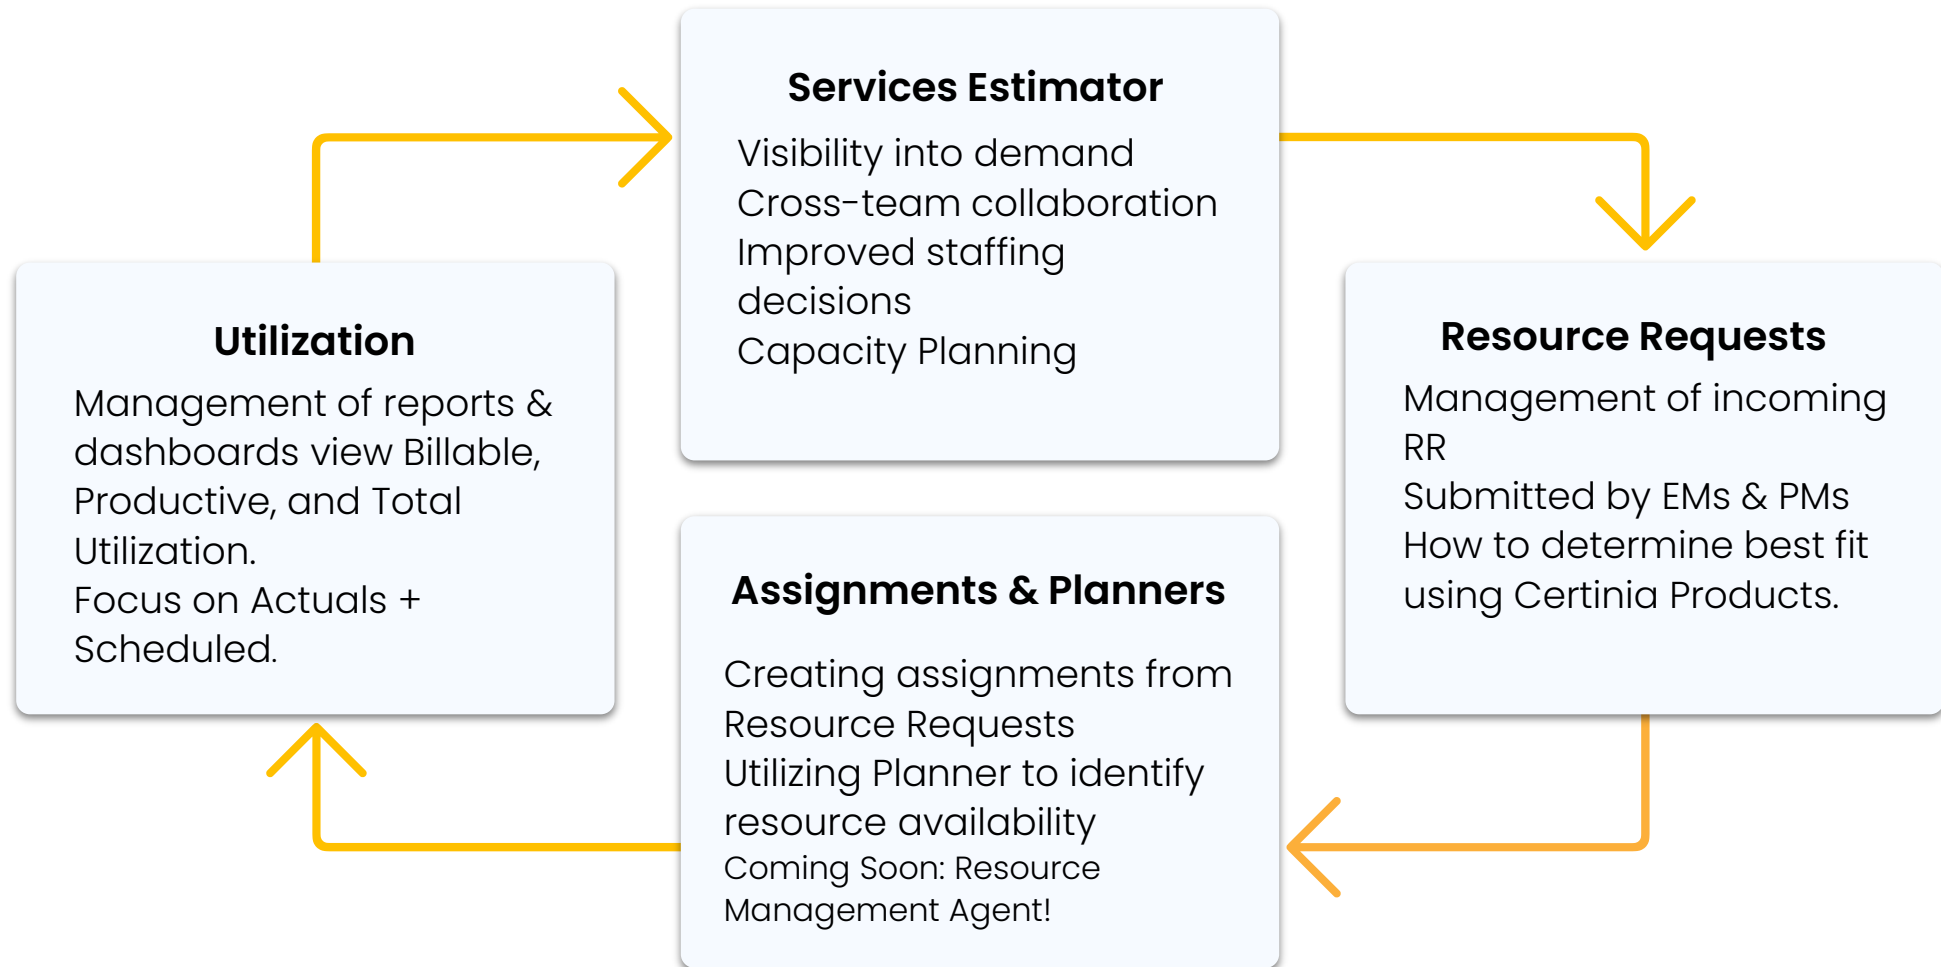 Services Estimator
Visibility into demand
Cross-team collaboration
Improved staffing
decisions
Capacity Planning
Resource Requests
Management of incoming
RR
Submitted by EMs & PMs
How to determine best fit
using Certinia Products.
Assignments & Planners
Creating assignments from
Resource Requests
Utilizing Planner to identify
resource availability
Coming Soon: Resource
Management Agent!
Utilization
Management of reports &
dashboards view Billable,
Productive, and Total
Utilization.
Focus on Actuals +
Scheduled.